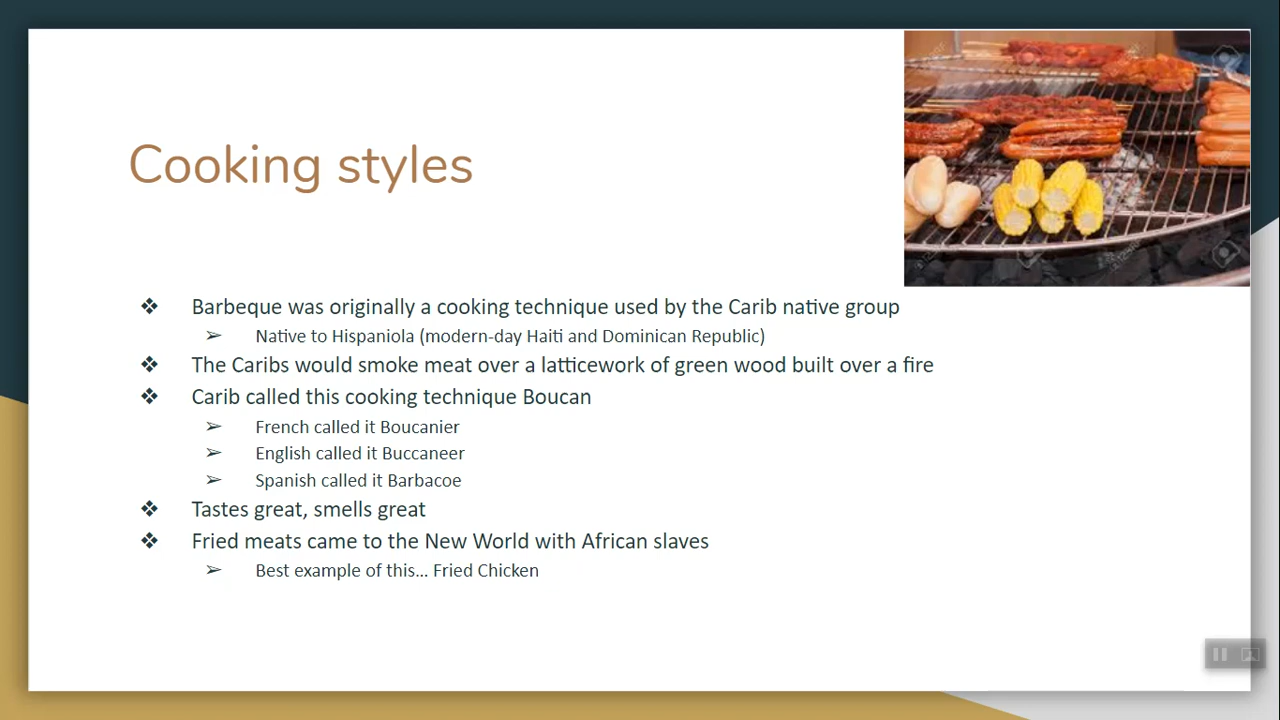 Cooking styles
❖ Barbeque was originally a cooking technique used by the Carib native group
➢ Native to Hispaniola (modern-day Haiti and Dominican Republic)
❖ The Caribs would smoke meat over a latticework of green wood built over a fire
❖ Carib called this cooking technique Boucan
➢ French called it Boucanier
➢ English called it Buccaneer
➢ Spanish called it Barbacoe
❖ Tastes great, smells great
❖ Fried meats came to the New World with African slaves
➢ Best example of this... Fried Chicken